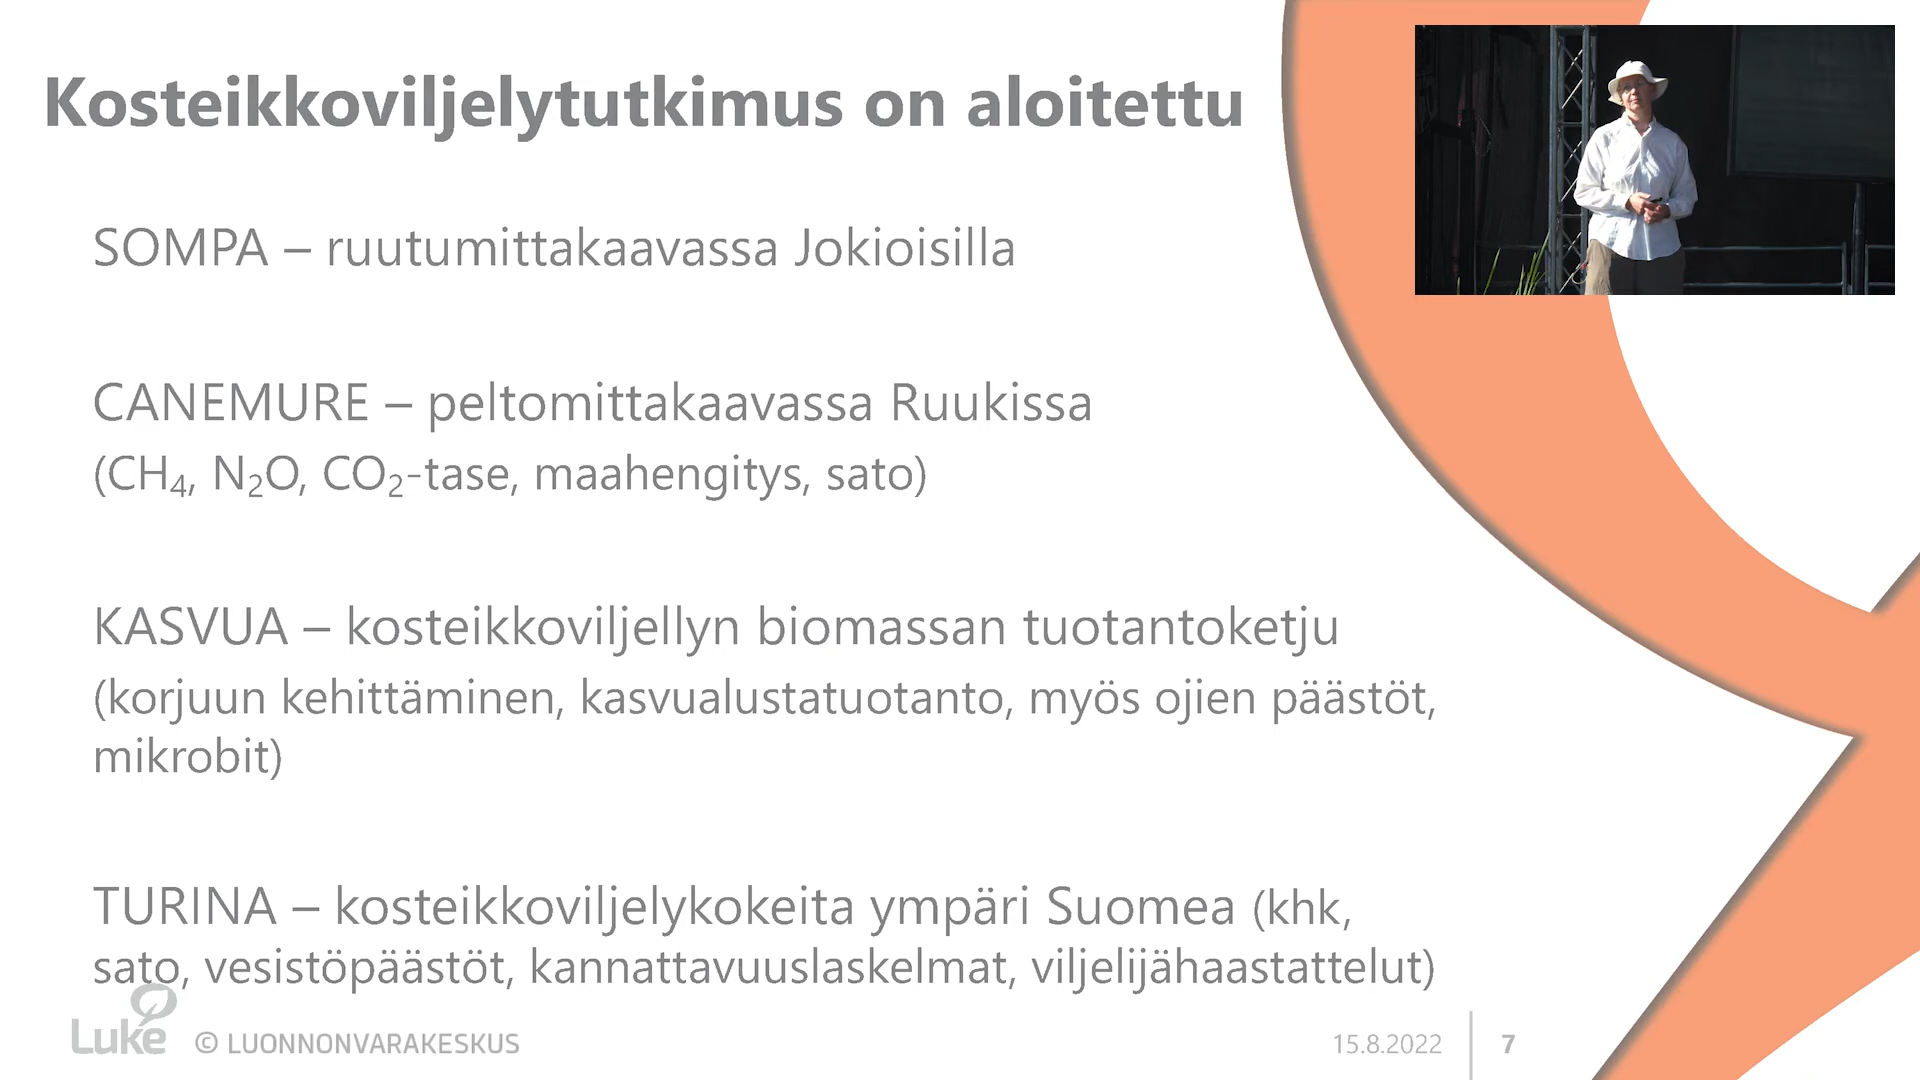 Kosteikkoviljelytutkimus on aloitettu
SOMPA – ruutumittakaavassa Jokioisilla
CANEMURE – peltomittakaavassa Ruukissa
(CH₄, N₂O, CO₂-tase, maahengitys, sato)
KASVUA – kosteikkoviljellyn biomassan tuotantoketju
(korjuun kehittäminen, kasvualustatuotanto, myös ojien päästöt,
mikrobit)
TURINA – kosteikkoviljelykokeita ympäri Suomea (khk,
sato, vesistöpäästöt, kannattavuuslaskelmat, viljelijähaastattelut)
Luke © LUONNONVARAKESKUS
15.8.2022 7